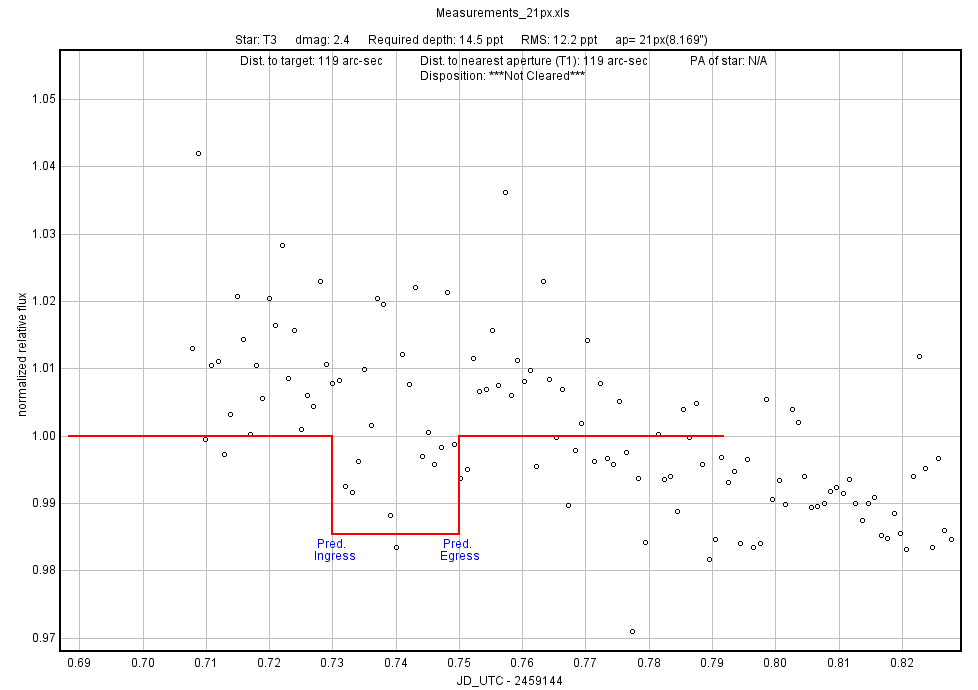 Measurements_21px.xls
Star: T3 dmag: 2.4 Required depth: 14.5 ppt RMS: 12.2 ppt ap= 21px(8.169")
Dist. to target: 119 arc-sec Dist. to nearest aperture (T1): 119 arc-sec PA of star: N/A
Disposition: ***Not Cleared***
1.05
1.04
1.03
1.02
1.01
1.00
0.99
0.98
0.97
normalized relative flux
Pred. Pred.
Ingress Egress
0.69 0.70 0.71 0.72 0.73 0.74 0.75 0.76 0.77 0.78 0.79 0.80 0.81 0.82
JD_UTC - 2459144